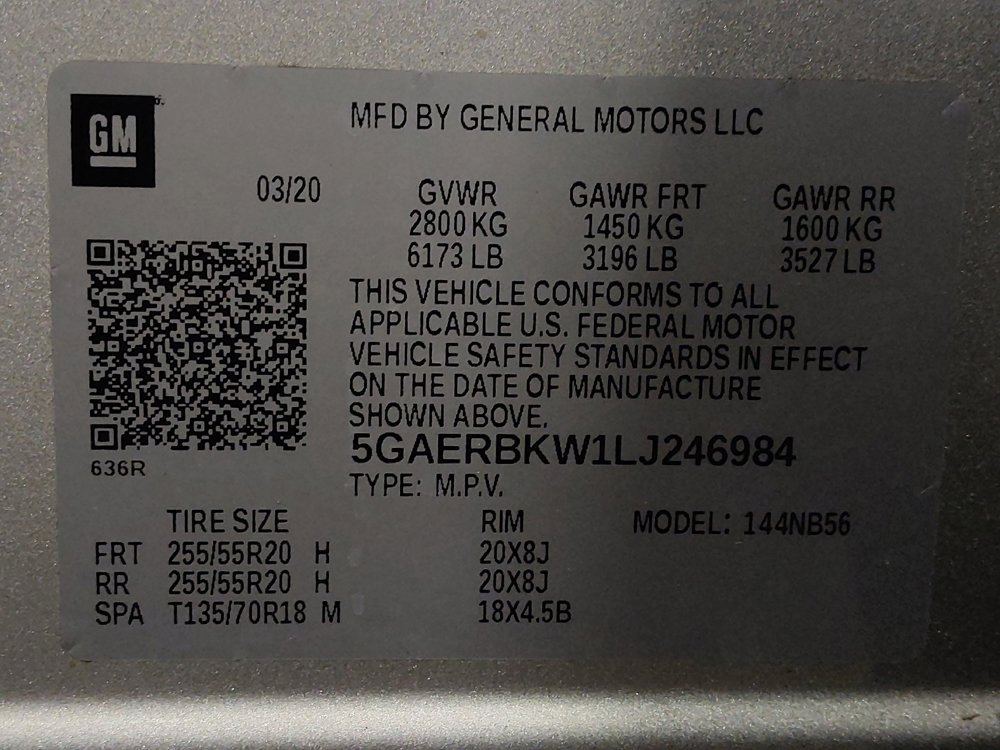 GM
MFD BY GENERAL MOTORS LLC
03/20 GVWR GAWR FRT GAWR RR
2800 KG 1450 KG 1600 KG
6173 LB 3196 LB 3527 LB
THIS VEHICLE CONFORMS TO ALL
APPLICABLE U.S. FEDERAL MOTOR
VEHICLE SAFETY STANDARDS IN EFFECT
ON THE DATE OF MANUFACTURE
SHOWN ABOVE.
5GAERBKW1LJ246984
636R
TYPE: M.P.V.
TIRE SIZE RIM MODEL: 144NB56
FRT 255/55R20 H 20X8J
RR 255/55R20 H 20X8J
SPA T135/70R18 M 18X4.5B